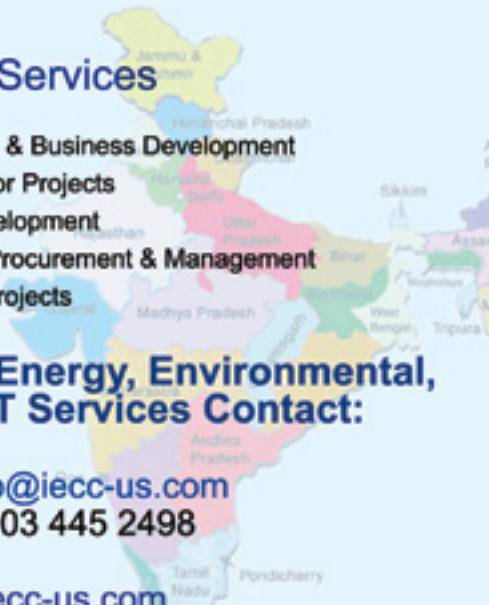 Jammu &
Services
Himanchal Pradesh
& Business Development
Haryana
Delhi
or Projects
Sikkim
elopment
Uttar
Pradesh
Rajasthan
Assa
Procurement & Management
Bihar
Meghalaya
rojects
Gujarat
Madhya Pradesh
West
Bengal
Tripura
Energy, Environmental,
T Services Contact:
Andhra
Pradesh
o@iecc-us.com
03 445 2498
Tamil
Nadu
Pondicherry
ecc-us.com